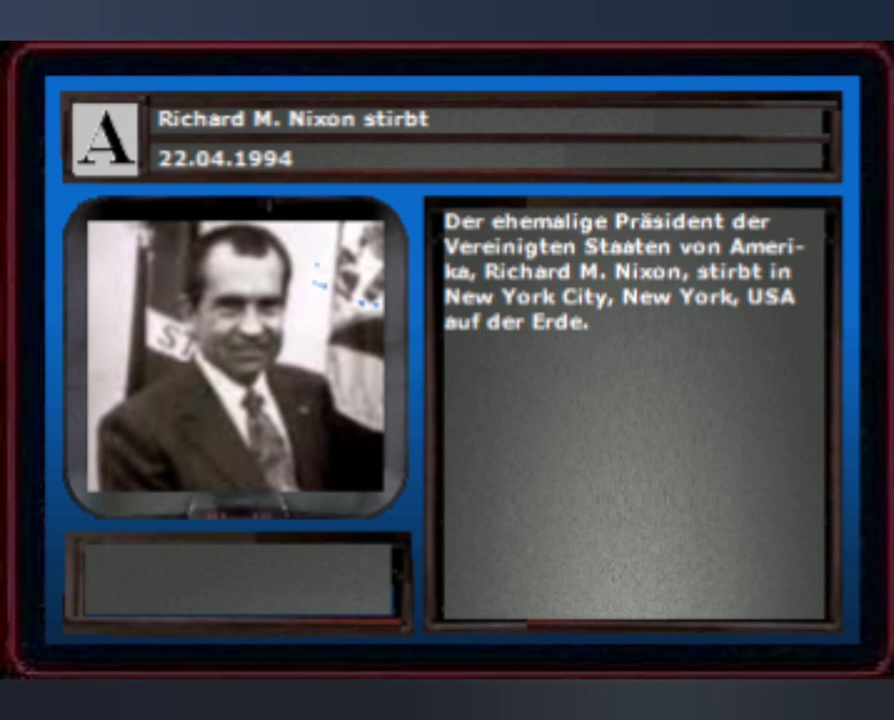 A
Richard M. Nixon stirbt
22.04.1994
ST
Der ehemalige Präsident der
Vereinigten Staaten von Ameri-
ka, Richard M. Nixon, stirbt in
New York City, New York, USA
auf der Erde.